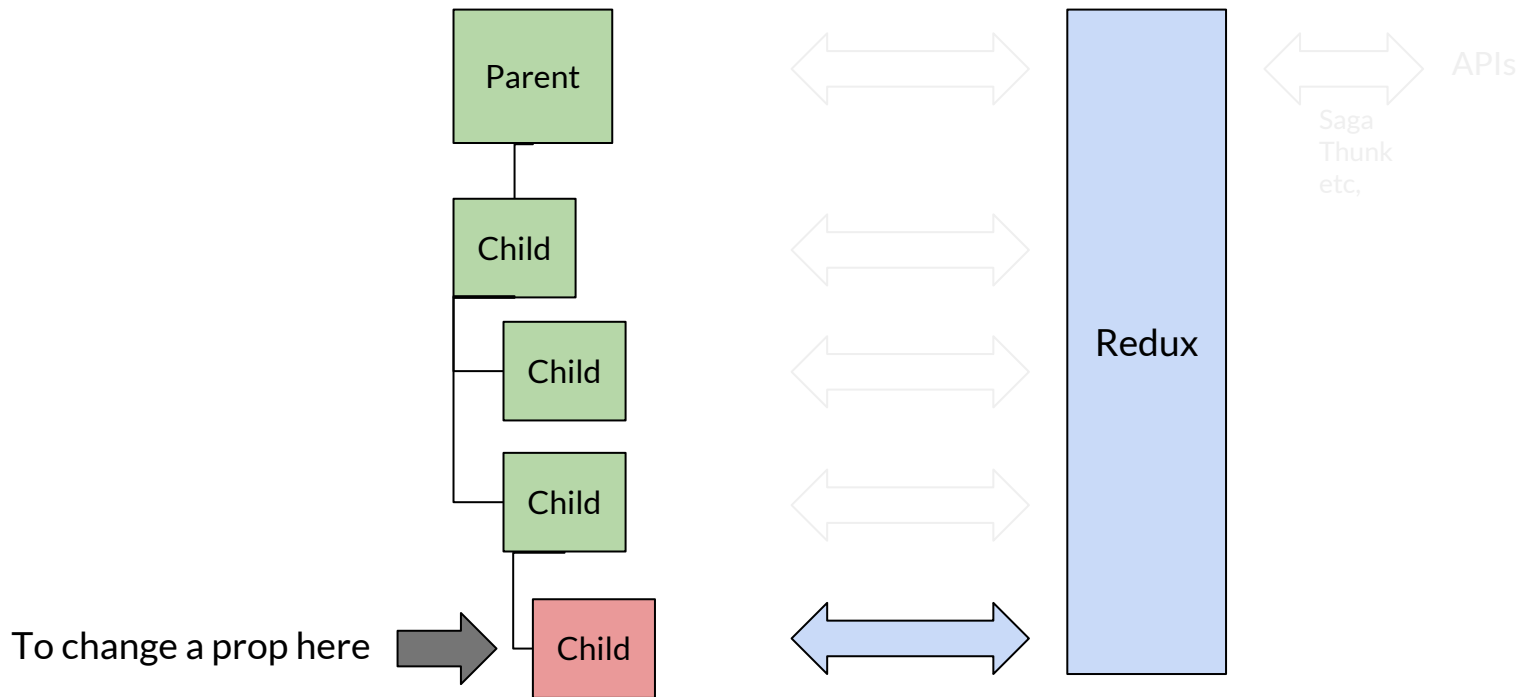 Parent
APIs
Saga
Thunk
etc,
Child
Redux
Child
Child
To change a prop here
Child